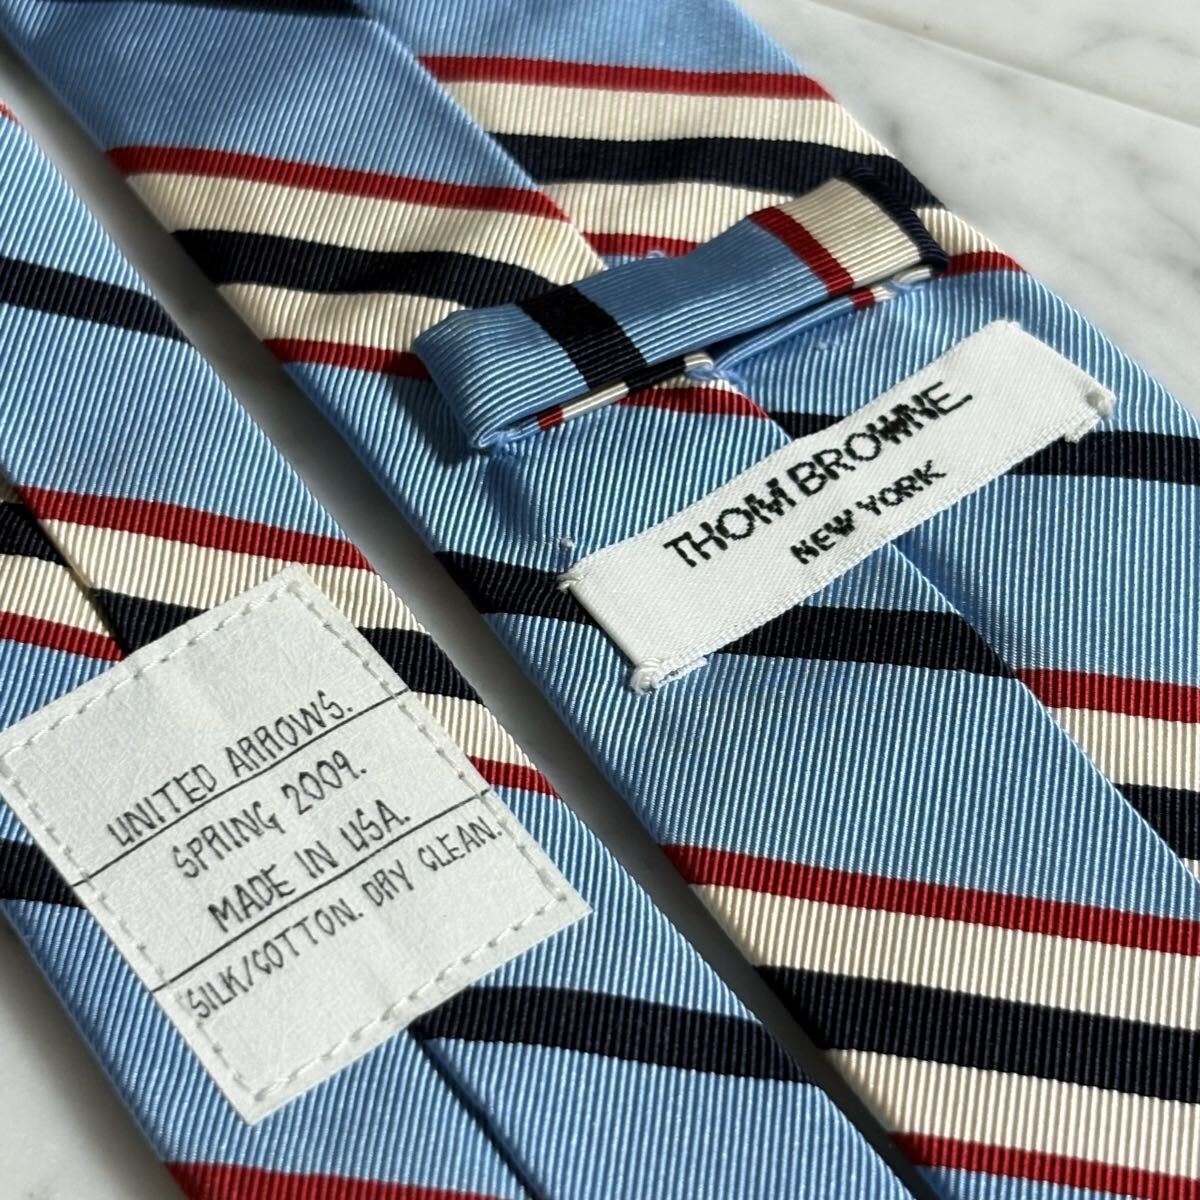 THOM BROWNE.
NEW YORK
UNITED ARROWS.
SPRING 2009.
MADE IN USA.
SILK/COTTON. DRY CLEAN.